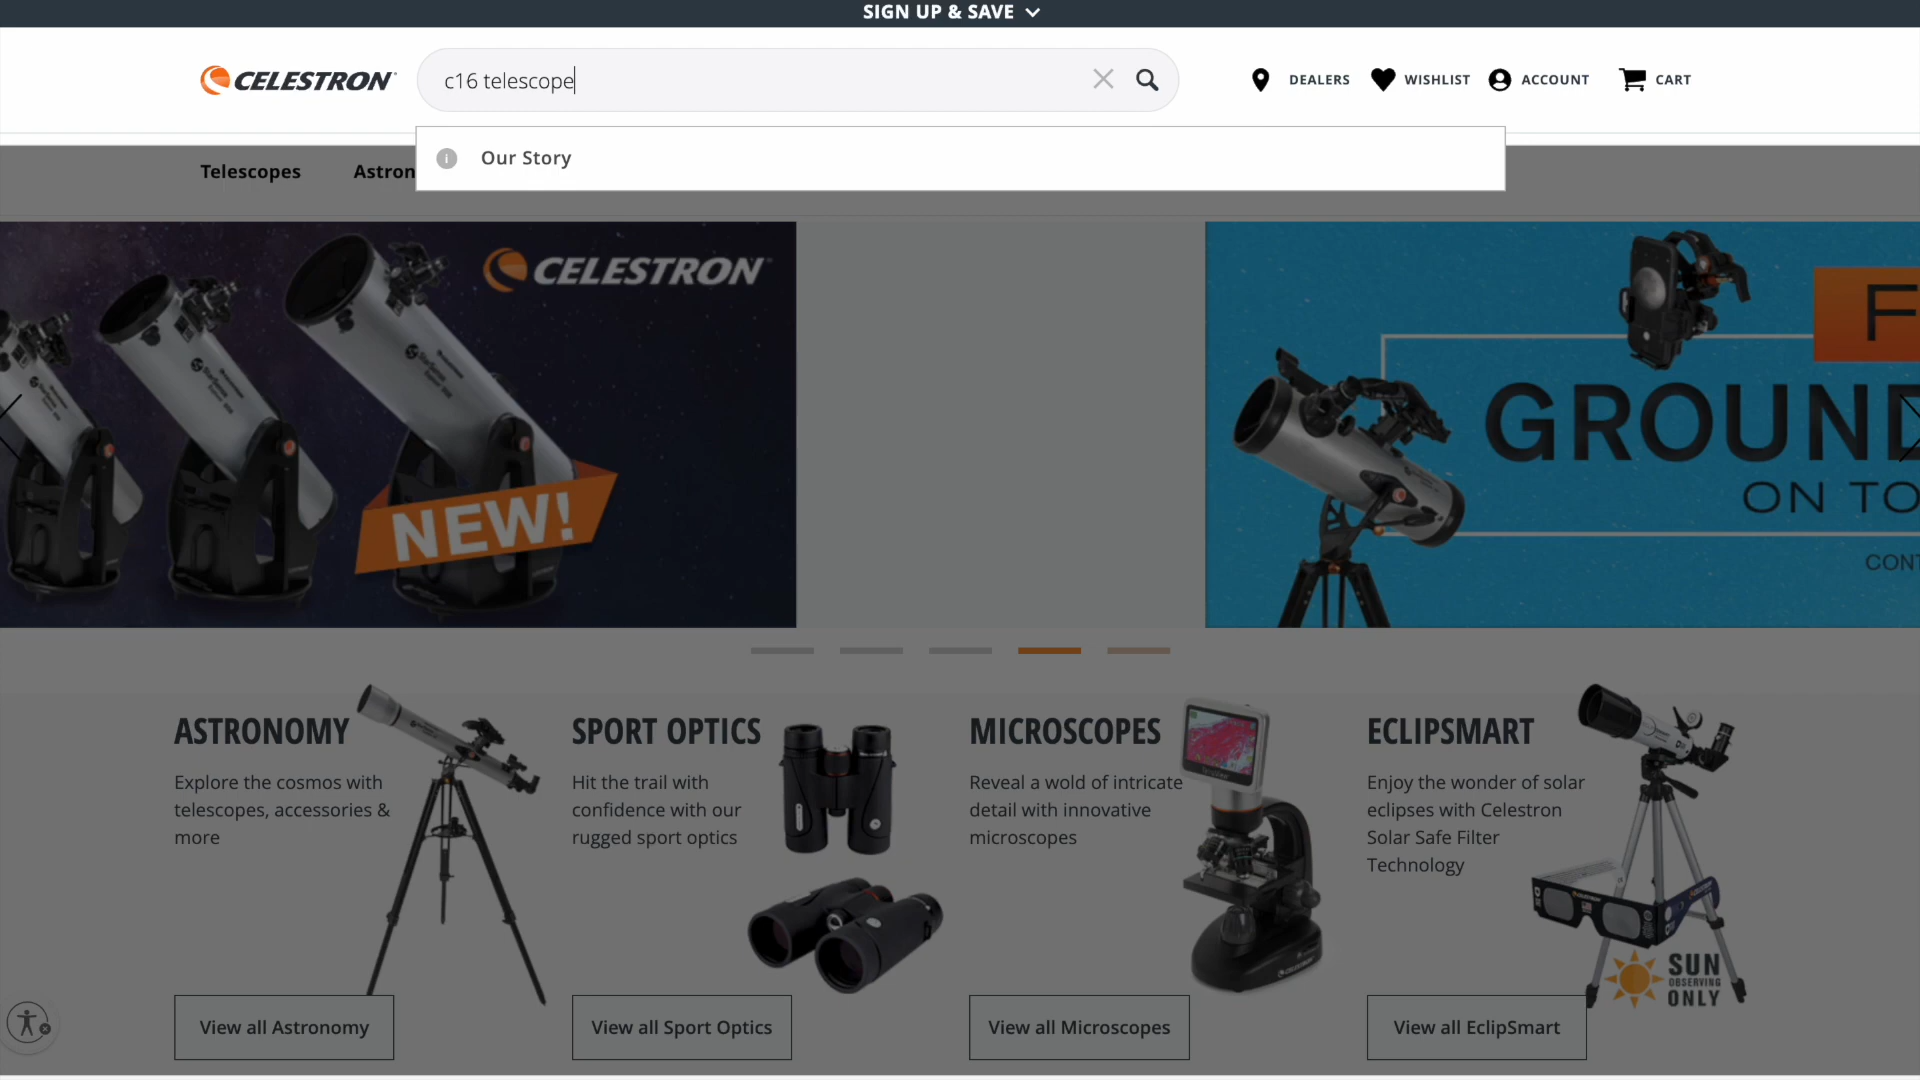 SIGN UP & SAVE
CELESTRON
c16 telescope
DEALERS
WISHLIST
ACCOUNT
CART
Our Story
Telescopes
Astron
CELESTRON
NEW!
F
GROUND
ON TO
CONT
ASTRONOMY
Explore the cosmos with
telescopes, accessories &
more
View all Astronomy
SPORT OPTICS
Hit the trail with
confidence with our
rugged sport optics
View all Sport Optics
MICROSCOPES
Reveal a wold of intricate
detail with innovative
microscopes
View all Microscopes
ECLIPSMART
Enjoy the wonder of solar
eclipses with Celestron
Solar Safe Filter
Technology
SUN
OBSERVING
ONLY
View all EclipSmart